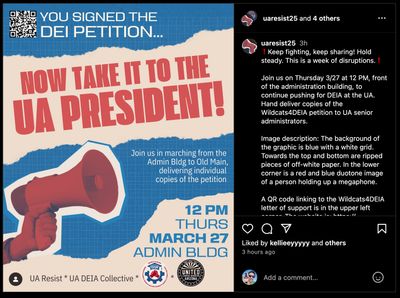 YOU SIGNED THE
DEI PETITION...
NOW TAKE IT TO THE
UA PRESIDENT!
Join us in marching from the
Admin Bldg to Old Main,
delivering individual
copies of the petition
12 PM
THURS
MARCH 27
ADMIN BLDG
UA Resist * UA DEIA Collective *
UNITED
uaresist25 and 4 others
uaresist25 3h
❗Keep fighting, keep sharing! Hold
steady. This is a week of disruptions.❗
Join us on Thursday 3/27 at 12 PM, front
of the administration building, to
continue pushing for DEIA at the UA.
Hand deliver copies of the
Wildcats4DEIA petition to UA senior
administrators.
Image description: The background of
the graphic is blue with a white grid.
Towards the top and bottom are ripped
pieces of off-white paper. In the lower
corner is a red and blue duotone image
of a person holding up a megaphone.
A QR code linking to the Wildcats4DEIA
letter of support is in the upper left
Liked by kellieeyyyyy and others
3 hours ago
Add a comment...